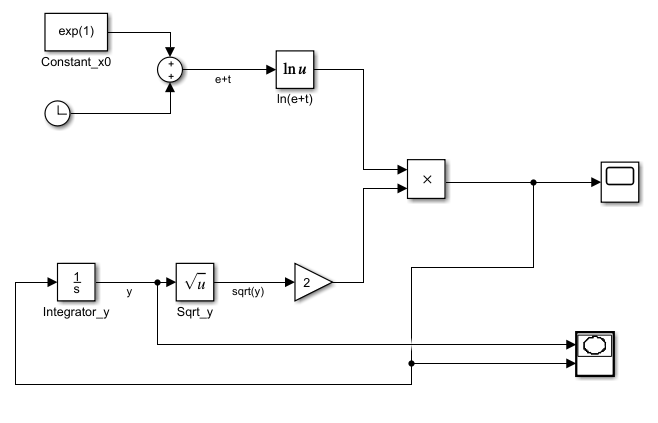 exp(1)
Constant_x0
+
+
e+t
ln u
ln(e+t)
×
1
s
Integrator_y
y
√u
Sqrt_y
sqrt(y)
2